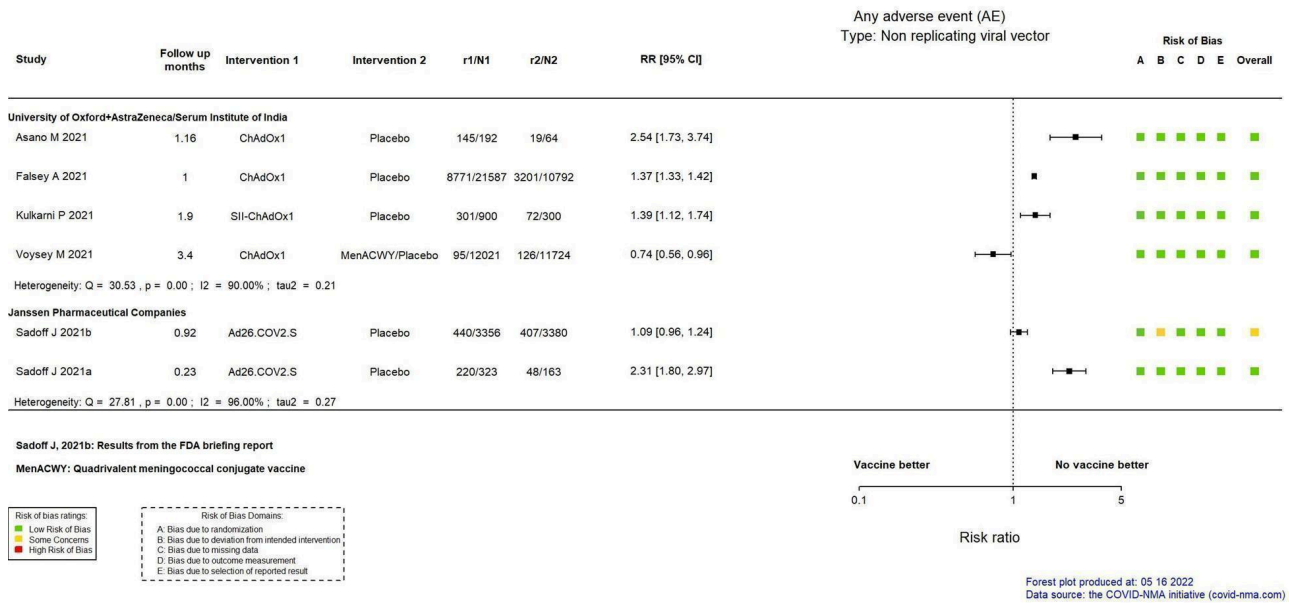 Any adverse event (AE)
Type: Non replicating viral vector
Risk of Bias
Study Follow up months Intervention 1 Intervention 2 r1/N1 r2/N2 RR [95% CI] A B C D E Overall
University of Oxford+AstraZeneca/Serum Institute of India
Asano M 2021 1.16 ChAdOx1 Placebo 145/192 19/64 2.54 [1.73, 3.74]
Falsey A 2021 1 ChAdOx1 Placebo 8771/21587 3201/10792 1.37 [1.33, 1.42]
Kulkarni P 2021 1.9 SII-ChAdOx1 Placebo 301/900 72/300 1.39 [1.12, 1.74]
Voysey M 2021 3.4 ChAdOx1 MenACWY/Placebo 95/12021 126/11724 0.74 [0.56, 0.96]
Heterogeneity: Q = 30.53 , p = 0.00 ; I2 = 90.00% ; tau2 = 0.21
Janssen Pharmaceutical Companies
Sadoff J 2021b 0.92 Ad26.COV2.S Placebo 440/3356 407/3380 1.09 [0.96, 1.24]
Sadoff J 2021a 0.23 Ad26.COV2.S Placebo 220/323 48/163 2.31 [1.80, 2.97]
Heterogeneity: Q = 27.81 , p = 0.00 ; I2 = 96.00% ; tau2 = 0.27
Sadoff J, 2021b: Results from the FDA briefing report
MenACWY: Quadrivalent meningococcal conjugate vaccine
Vaccine better No vaccine better
0.1 1 5
Risk ratio
Risk of bias ratings:
Low Risk of Bias
Some Concerns
High Risk of Bias
Risk of Bias Domains:
A: Bias due to randomization
B: Bias due to deviation from intended intervention
C: Bias due to missing data
D: Bias due to outcome measurement
E: Bias due to selection of reported result
Forest plot produced at: 05 16 2022
Data source: the COVID-NMA initiative (covid-nma.com)